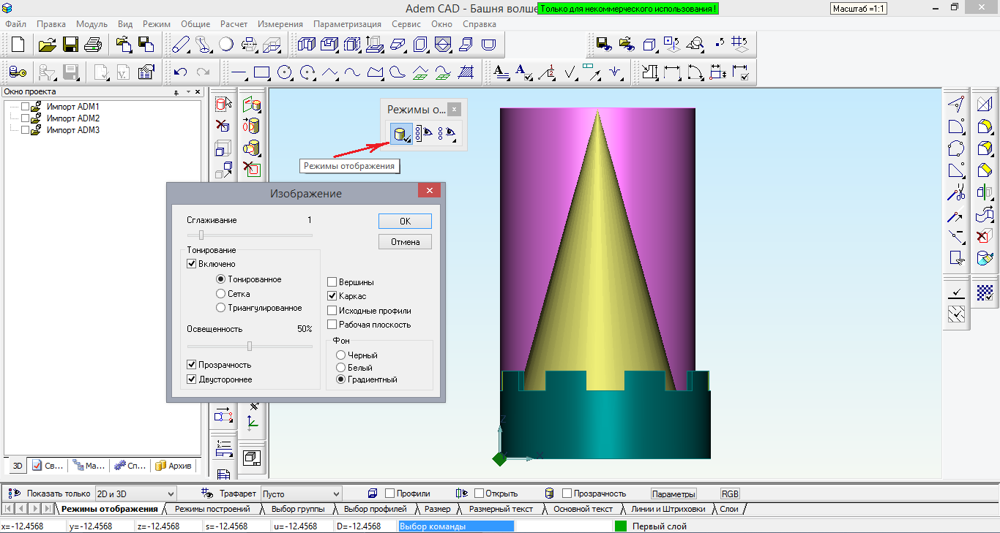 Adem CAD - Башня волше
Только для некоммерческого использования !
Масштаб =1:1
Файл Правка Модуль Вид Режим Общие Расчет Измерения Параметризация Сервис Окно Справка
Окно проекта
Импорт ADM1
Импорт ADM2
Импорт ADM3
Режимы о...
Режимы отображения
Изображение
Сглаживание 1
OK
Отмена
Тонирование
Включено
Тонированное
Сетка
Триангулированное
Освещенность 50%
Прозрачность
Двустороннее
Вершины
Каркас
Исходные профили
Рабочая плоскость
Фон
Черный
Белый
Градиентный
Z
X
3D Св... Ма... Сп... Архив
Показать только 2D и 3D Трафарет Пусто Профили Открыть Прозрачность Параметры RGB
Режимы отображения Режимы построений Выбор группы Выбор профилей Размер Размерный текст Основной текст Линии и Штриховки Слои
x=-12.4568 y=-12.4568 z=-12.4568 s=-12.4568 u=-12.4568 D=-12.4568 Выбор команды Первый слой